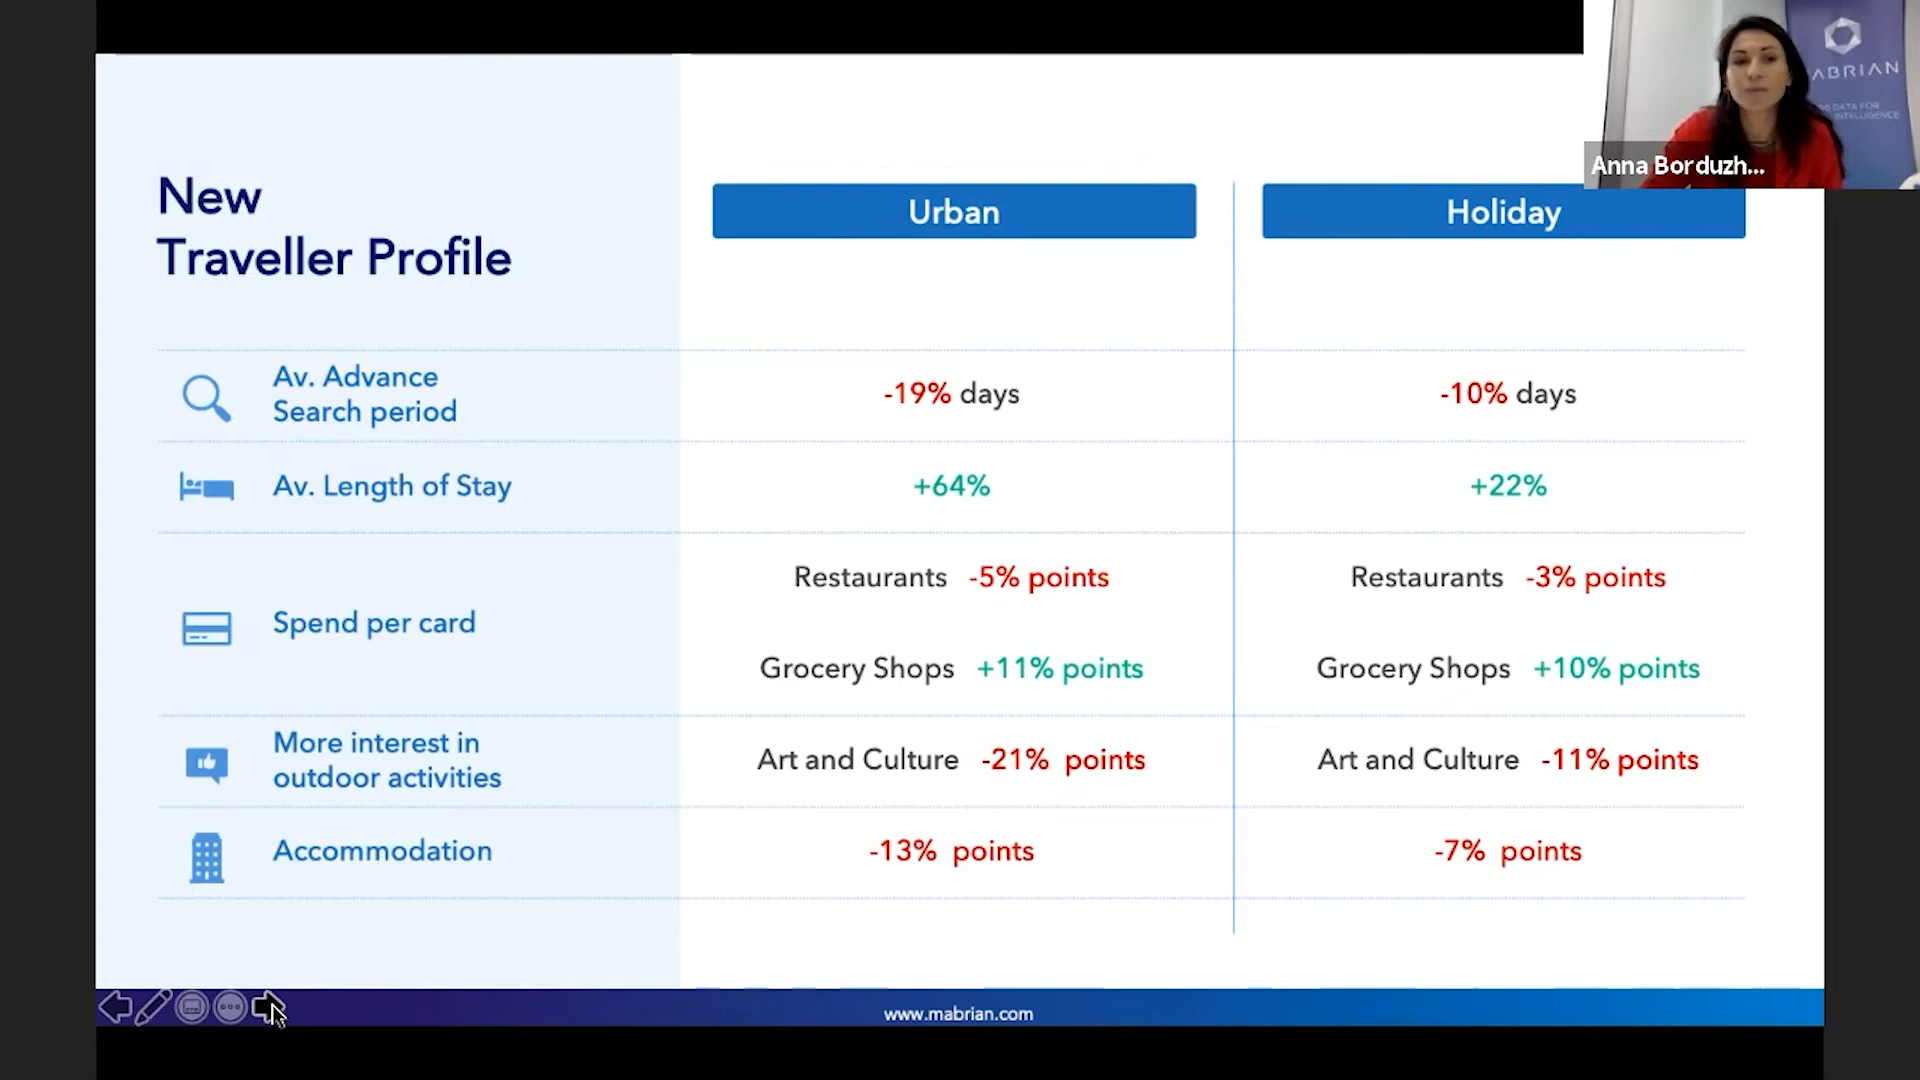 New
Traveller Profile
Urban
Holiday
Av. Advance
Search period
-19% days
-10% days
Av. Length of Stay
+64%
+22%
Spend per card
Restaurants -5% points
Restaurants -3% points
Grocery Shops +11% points
Grocery Shops +10% points
More interest in
outdoor activities
Art and Culture -21% points
Art and Culture -11% points
Accommodation
-13% points
-7% points
www.mabrian.com
ABRIAN
DATA FOR
INTELLIGENCE
Anna Borduzh...